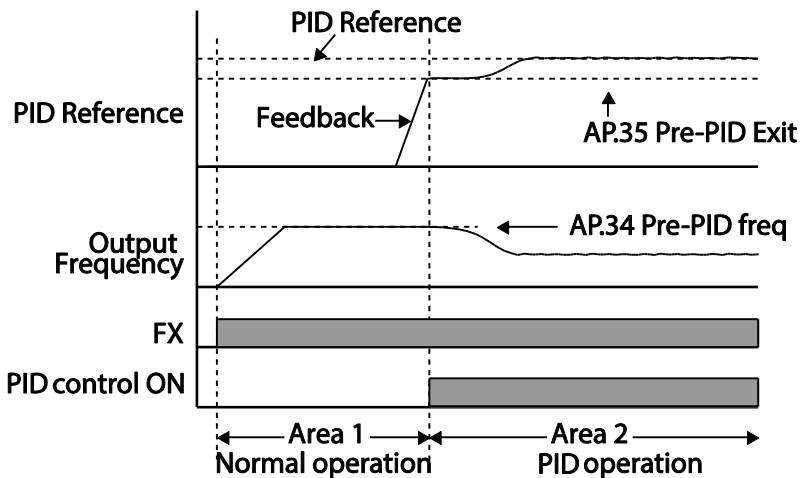 PID Reference
PID Reference
Feedback
AP.35 Pre-PID Exit
AP.34 Pre-PID freq
Output
Frequency
FX
PID control ON
Area 1
Area 2
Normal operation
PID operation